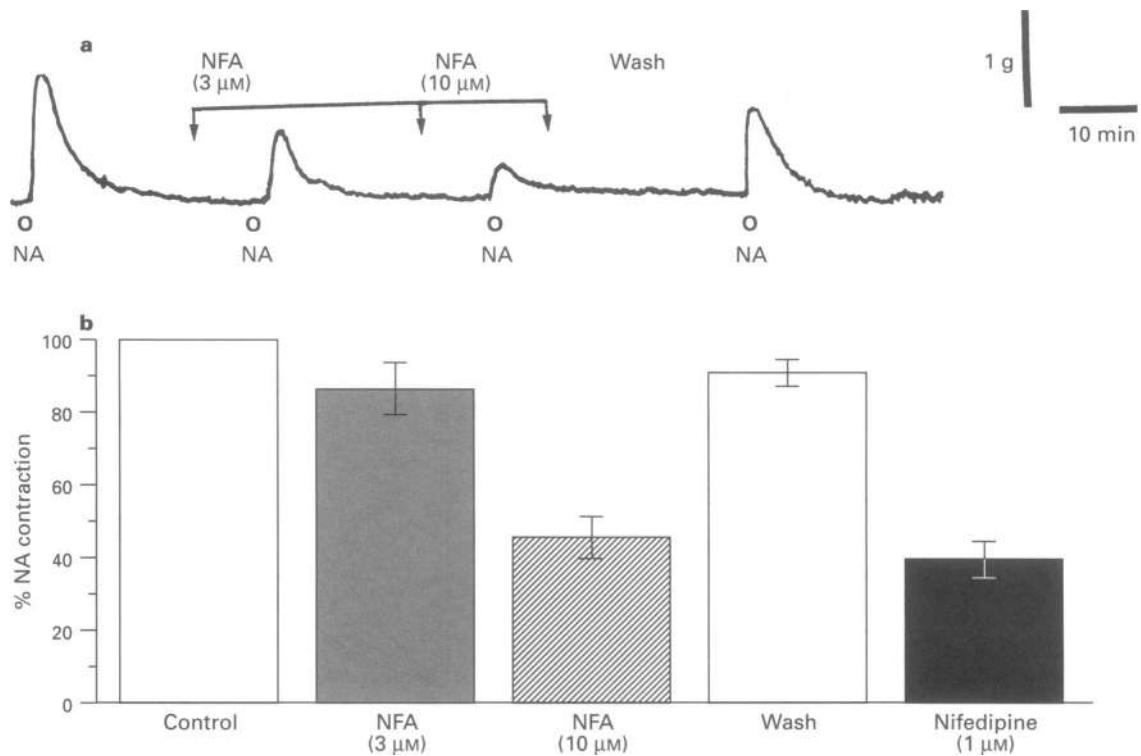 a
NFA
(3 µM)
NFA
(10 µM)
Wash
1 g
10 min
O O O O
NA NA NA NA
b
% NA contraction
100
80
60
40
20
0
Control NFA NFA Wash Nifedipine
(3 µM) (10 µM) (1 µM)